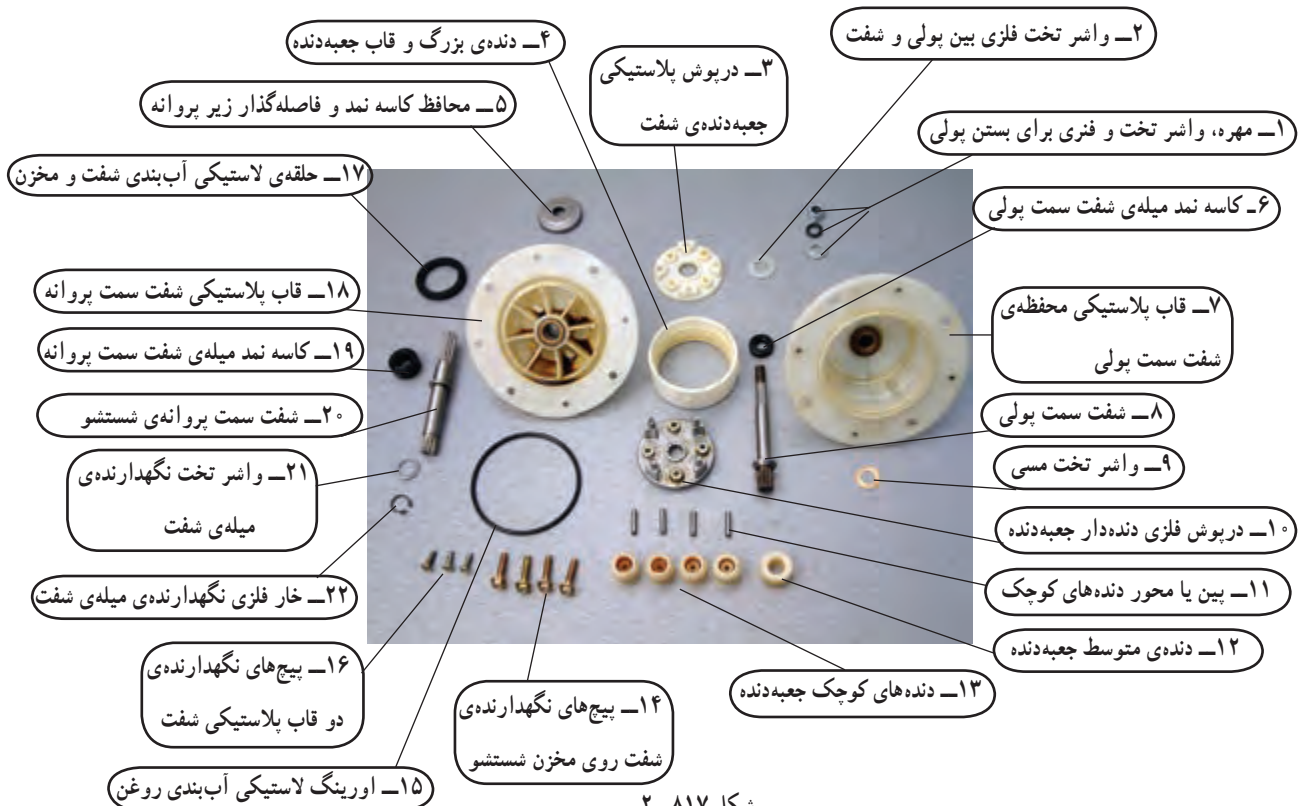 ۱ــ مهره، واشر تخت و فنری برای بستن پولی
۲ــ واشر تخت فلزی بین پولی و شفت
۳ــ درپوش پلاستیکی
جعبه‌دنده‌ی شفت
۴ــ دنده‌ی بزرگ و قاب جعبه‌دنده
۵ــ محافظ کاسه نمد و فاصله‌گذار زیر پروانه
۶ـ کاسه نمد میله‌ی شفت سمت پولی
۷ــ قاب پلاستیکی محفظه‌ی
شفت سمت پولی
۸ــ شفت سمت پولی
۹ــ واشر تخت مسی
۱۰ــ درپوش فلزی دنده‌دار جعبه‌دنده
۱۱ــ پین یا محور دنده‌های کوچک
۱۲ــ دنده‌ی متوسط جعبه‌دنده
۱۳ــ دنده‌های کوچک جعبه‌دنده
۱۴ــ پیچ‌های نگهدارنده‌ی
شفت روی مخزن شستشو
۱۵ــ اورینگ لاستیکی آب‌بندی روغن
۱۶ــ پیچ‌های نگهدارنده‌ی
دو قاب پلاستیکی شفت
۱۷ــ حلقه‌ی لاستیکی آب‌بندی شفت و مخزن
۱۸ــ قاب پلاستیکی شفت سمت پروانه
۱۹ــ کاسه نمد میله‌ی شفت سمت پروانه
۲۰ــ شفت سمت پروانه‌ی شستشو
۲۱ــ واشر تخت نگهدارنده‌ی
میله‌ی شفت
۲۲ــ خار فلزی نگهدارنده‌ی میله‌ی شفت
شکل ۸۱۷ــ۲